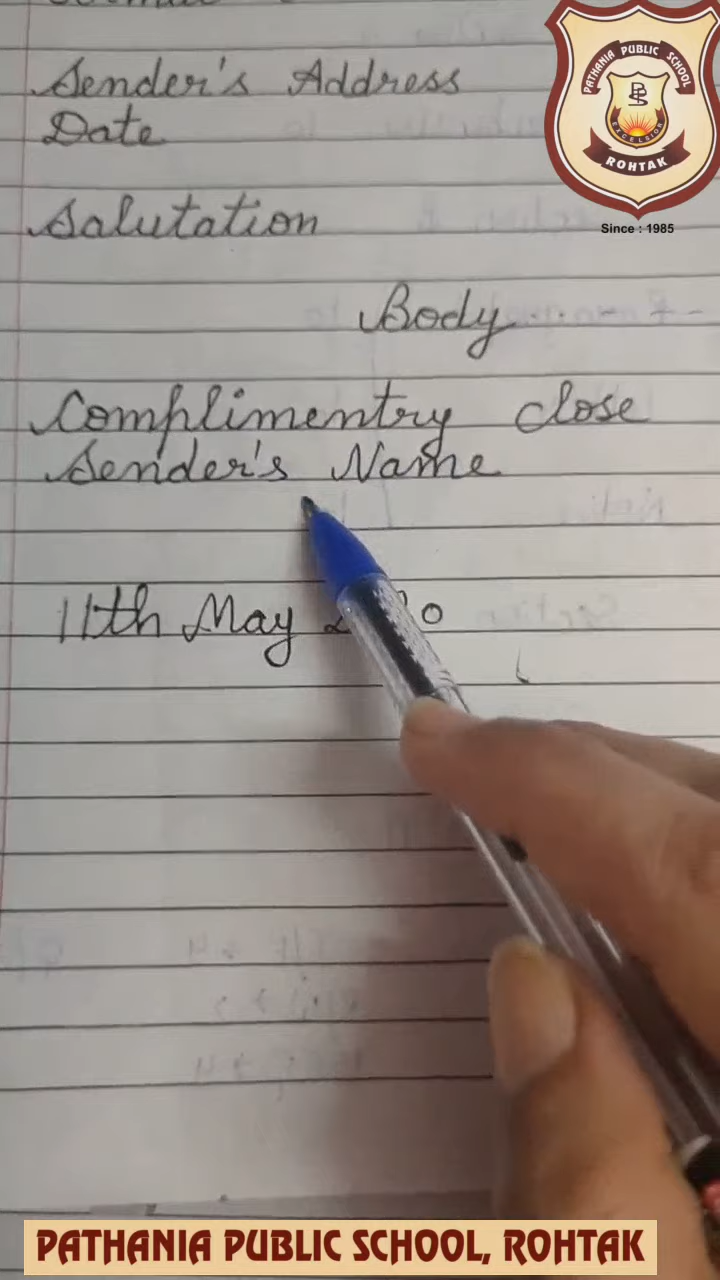 Sender's Address
Date
Salutation
Body
Complimentry close
Sender's Name
11th May
PATHANIA PUBLIC SCHOOL
EXCELSIOR
ROHTAK
Since : 1985
PATHANIA PUBLIC SCHOOL, ROHTAK